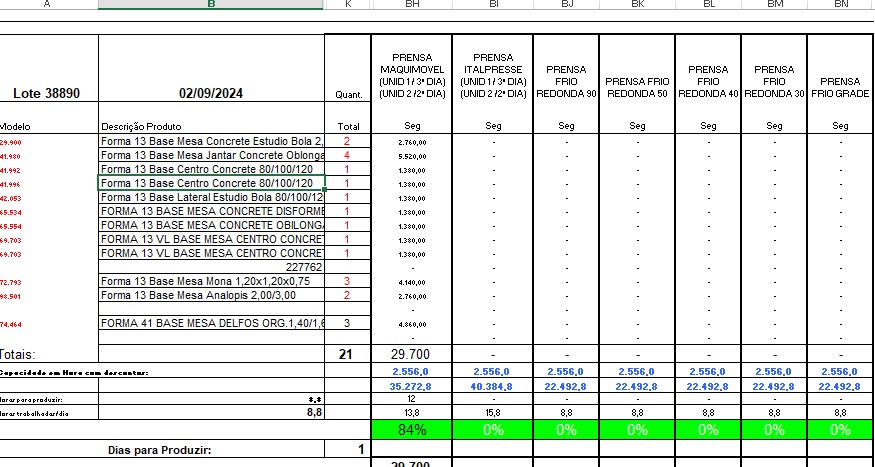 A B K BH BI BJ BK BL BM BN
Lote 38890 02/09/2024 Quant. PRENSA MAQUIMOVEL (UNID 1/ 3ª DIA) (UNID 2 /2ª DIA) PRENSA ITALPRESSE (UNID 1/ 3ª DIA) (UNID 2 /2ª DIA) PRENSA FRIO REDONDA 90 PRENSA FRIO REDONDA 50 PRENSA FRIO REDONDA 40 PRENSA FRIO REDONDA 30 PRENSA FRIO GRADE
Modelo Descrição Produto Total Seg Seg Seg Seg Seg Seg Seg
29.900 Forma 13 Base Mesa Concrete Estudio Bola 2, 2 2.760,00 - - - - - -
41.980 Forma 13 Base Mesa Jantar Concrete Oblonga 4 5.520,00 - - - - - -
41.992 Forma 13 Base Centro Concrete 80/100/120 1 1.380,00 - - - - - -
41.996 Forma 13 Base Centro Concrete 80/100/120 1 1.380,00 - - - - - -
42.053 Forma 13 Base Lateral Estudio Bola 80/100/12 1 1.380,00 - - - - - -
65.534 FORMA 13 BASE MESA CONCRETE DISFORME 1 1.380,00 - - - - - -
65.554 FORMA 13 BASE MESA CONCRETE OBILONGA 1 1.380,00 - - - - - -
69.703 FORMA 13 VL BASE MESA CENTRO CONCRET 1 1.380,00 - - - - - -
69.703 FORMA 13 VL BASE MESA CENTRO CONCRET 1 1.380,00 - - - - - -
227762 - - - - - - -
72.793 Forma 13 Base Mesa Mona 1,20x1,20x0,75 3 4.140,00 - - - - - -
98.501 Forma 13 Base Mesa Analopis 2,00/3,00 2 2.760,00 - - - - - -
- - - - - - -
74.464 FORMA 41 BASE MESA DELFOS ORG.1,40/1,6 3 4.860,00 - - - - - -
- - - - - - -
Totais: 21 29.700 - - - - - -
Capacidade em Hora com descontos: 2.556,0 2.556,0 2.556,0 2.556,0 2.556,0 2.556,0 2.556,0
35.272,8 40.384,8 22.492,8 22.492,8 22.492,8 22.492,8 22.492,8
Horas para produzir: 12 - - - - - -
Horas trabalhadas/dia 8,8 13,8 15,8 8,8 8,8 8,8 8,8 8,8
84% 0% 0% 0% 0% 0% 0%
Dias para Produzir: 1
29.700 - - - - - -